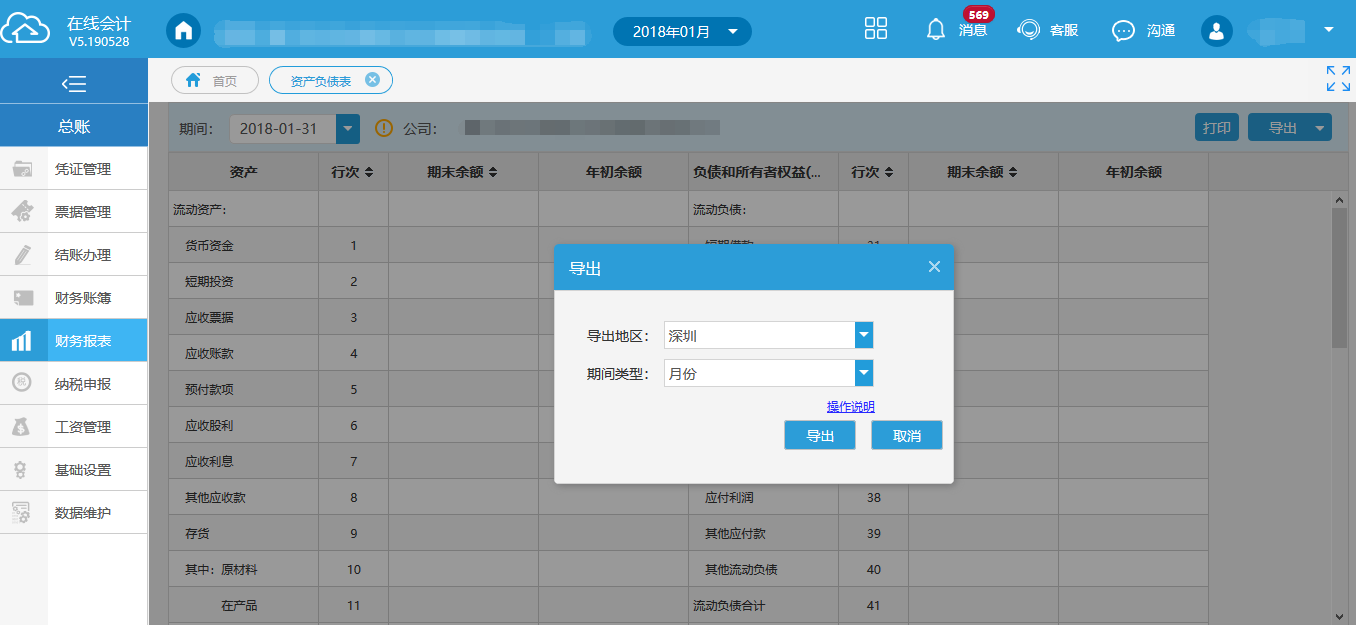 在线会计
V5.190528
2018年01月
569
消息
客服
沟通
首页
资产负债表
总账
凭证管理
票据管理
结账办理
财务账簿
财务报表
纳税申报
工资管理
基础设置
数据维护
期间：
2018-01-31
公司：
打印
导出
资产 行次 期末余额 年初余额 负债和所有者权益(... 行次 期末余额 年初余额
流动资产： 流动负债：
货币资金 1
短期投资 2
应收票据 3
应收账款 4
预付款项 5
应收股利 6
应收利息 7
其他应收款 8 应付利润 38
存货 9 其他应付款 39
其中：原材料 10 其他流动负债 40
在产品 11 流动负债合计 41
导出
导出地区： 深圳
期间类型： 月份
操作说明
导出 取消